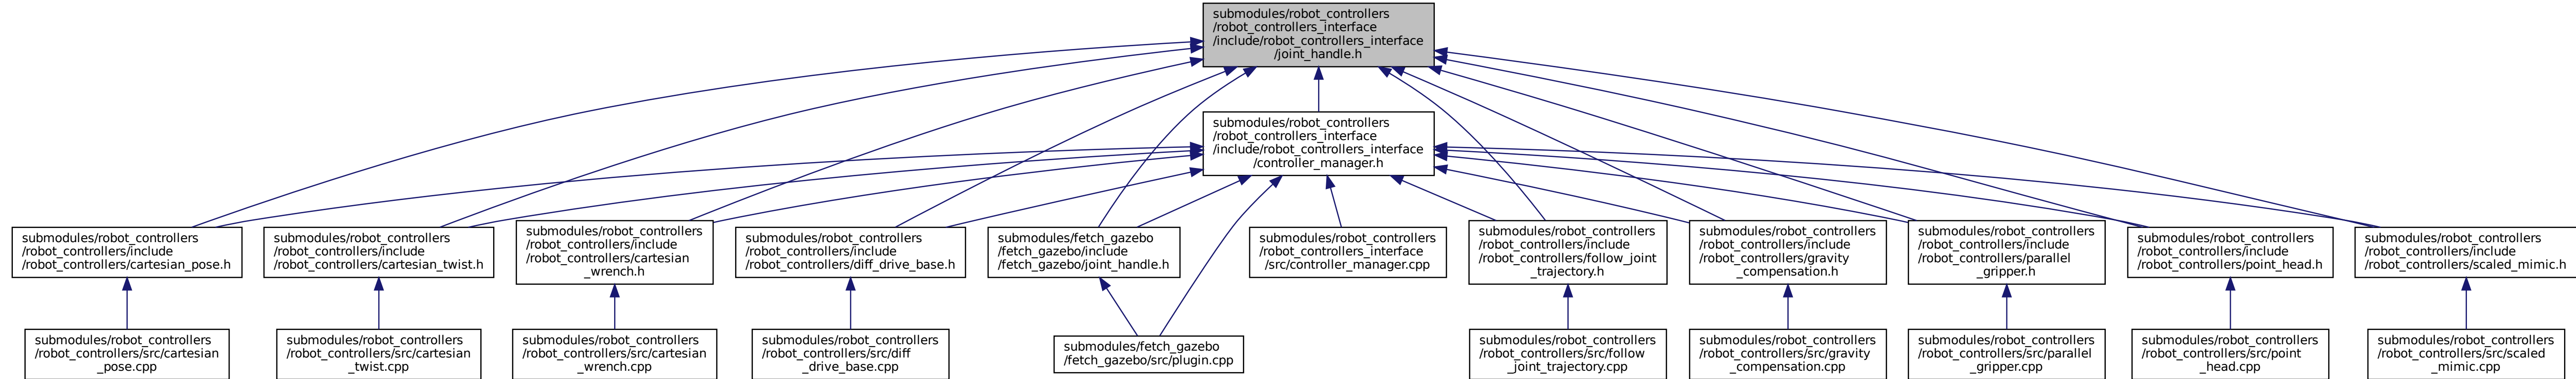 submodules/robot_controllers
/robot_controllers_interface
/include/robot_controllers_interface
/joint_handle.h
submodules/robot_controllers
/robot_controllers_interface
/include/robot_controllers_interface
/controller_manager.h
submodules/robot_controllers
/robot_controllers/include
/robot_controllers/cartesian_pose.h
submodules/robot_controllers
/robot_controllers/include
/robot_controllers/cartesian_twist.h
submodules/robot_controllers
/robot_controllers/include
/robot_controllers/cartesian
_wrench.h
submodules/robot_controllers
/robot_controllers/include
/robot_controllers/diff_drive_base.h
submodules/fetch_gazebo
/fetch_gazebo/include
/fetch_gazebo/joint_handle.h
submodules/robot_controllers
/robot_controllers_interface
/src/controller_manager.cpp
submodules/robot_controllers
/robot_controllers/include
/robot_controllers/follow_joint
_trajectory.h
submodules/robot_controllers
/robot_controllers/include
/robot_controllers/gravity
_compensation.h
submodules/robot_controllers
/robot_controllers/include
/robot_controllers/parallel
_gripper.h
submodules/robot_controllers
/robot_controllers/include
/robot_controllers/point_head.h
submodules/robot_controllers
/robot_controllers/include
/robot_controllers/scaled_mimic.h
submodules/robot_controllers
/robot_controllers/src/cartesian
_pose.cpp
submodules/robot_controllers
/robot_controllers/src/cartesian
_twist.cpp
submodules/robot_controllers
/robot_controllers/src/cartesian
_wrench.cpp
submodules/robot_controllers
/robot_controllers/src/diff
_drive_base.cpp
submodules/fetch_gazebo
/fetch_gazebo/src/plugin.cpp
submodules/robot_controllers
/robot_controllers/src/follow
_joint_trajectory.cpp
submodules/robot_controllers
/robot_controllers/src/gravity
_compensation.cpp
submodules/robot_controllers
/robot_controllers/src/parallel
_gripper.cpp
submodules/robot_controllers
/robot_controllers/src/point
_head.cpp
submodules/robot_controllers
/robot_controllers/src/scaled
_mimic.cpp